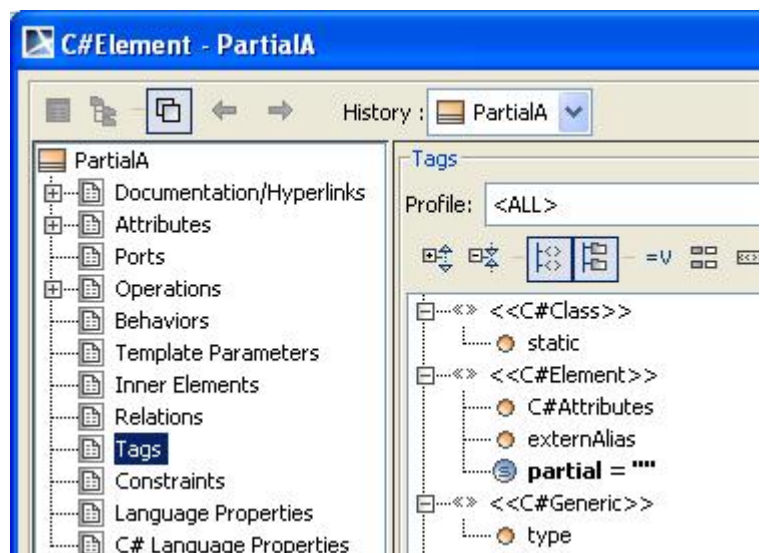 C#Element - PartialA
History : PartialA
PartialA
Documentation/Hyperlinks
Attributes
Ports
Operations
Behaviors
Template Parameters
Inner Elements
Relations
Tags
Constraints
Language Properties
C# Language Properties
Tags
Profile: <ALL>
=V
<<C#Class>>
static
<<C#Element>>
C#Attributes
externAlias
partial = ""
<<C#Generic>>
type